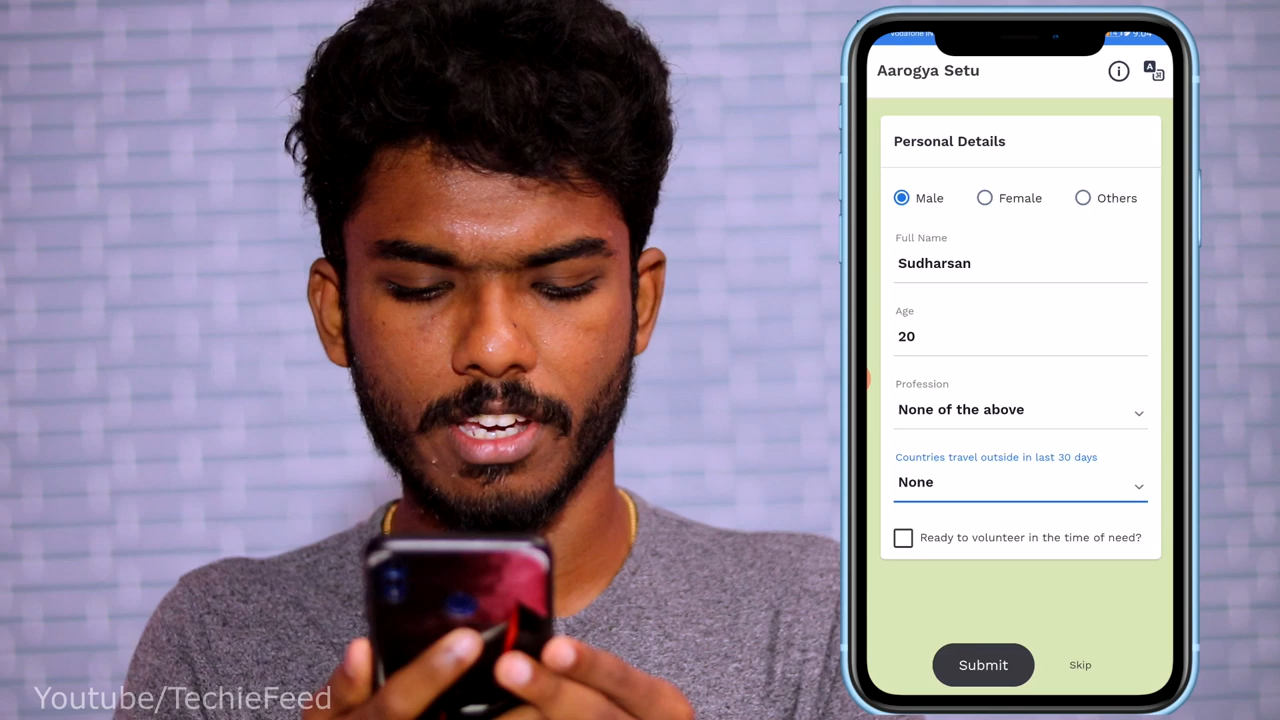 Aarogya Setu
Personal Details
Male
Female
Others
Full Name
Sudharsan
Age
20
Profession
None of the above
Countries travel outside in last 30 days
None
Ready to volunteer in the time of need?
Submit
Skip
Youtube/TechieFeed